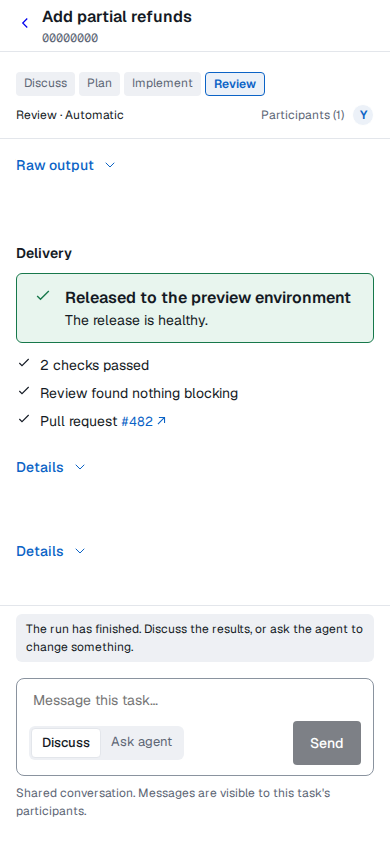 Add partial refunds
00000000
Discuss
Plan
Implement
Review
Review · Automatic
Participants (1)
Y
Raw output
Delivery
Released to the preview environment
The release is healthy.
2 checks passed
Review found nothing blocking
Pull request #482
Details
Details
The run has finished. Discuss the results, or ask the agent to
change something.
Message this task…
Discuss
Ask agent
Send
Shared conversation. Messages are visible to this task's
participants.